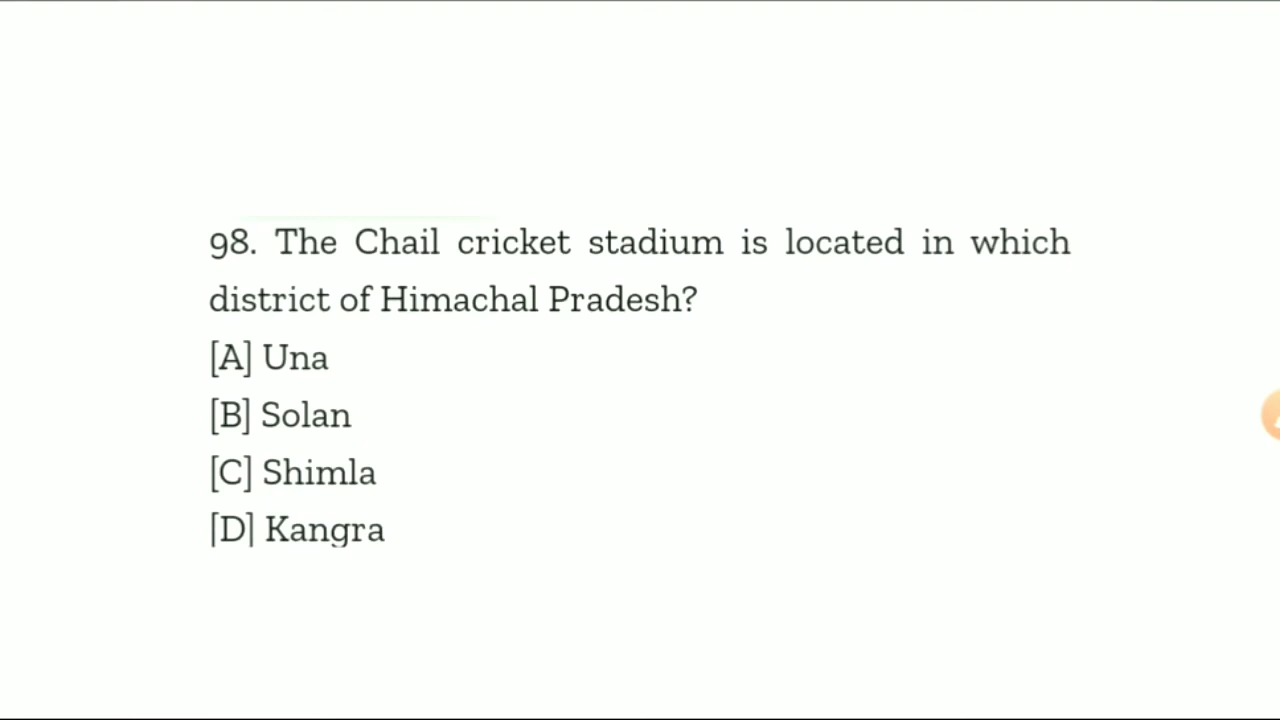 98. The Chail cricket stadium is located in which
district of Himachal Pradesh?
[A] Una
[B] Solan
[C] Shimla
[D] Kangra